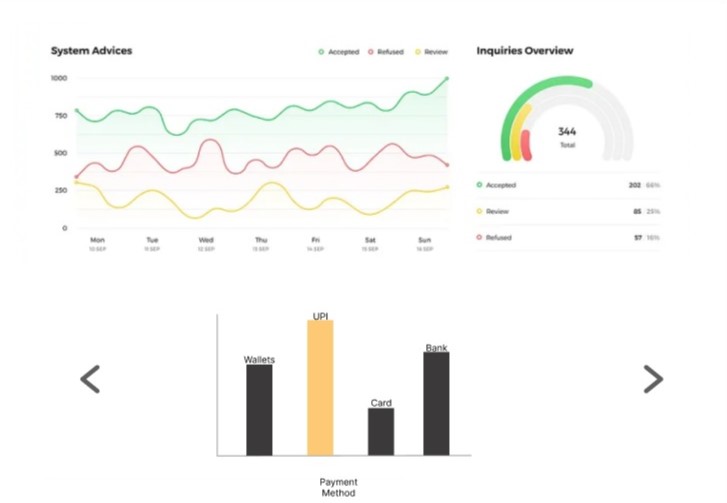 System Advices
Accepted Refused Review
1000
750
500
250
0
Mon Tue Wed Thu Fri Sat Sun
10 SEP 11 SEP 12 SEP 13 SEP 14 SEP 15 SEP 16 SEP
Inquiries Overview
344
Total
Accepted 202
Review 85 25%
Refused 57 16%
UPI
Wallets
Bank
Card
Payment
Method